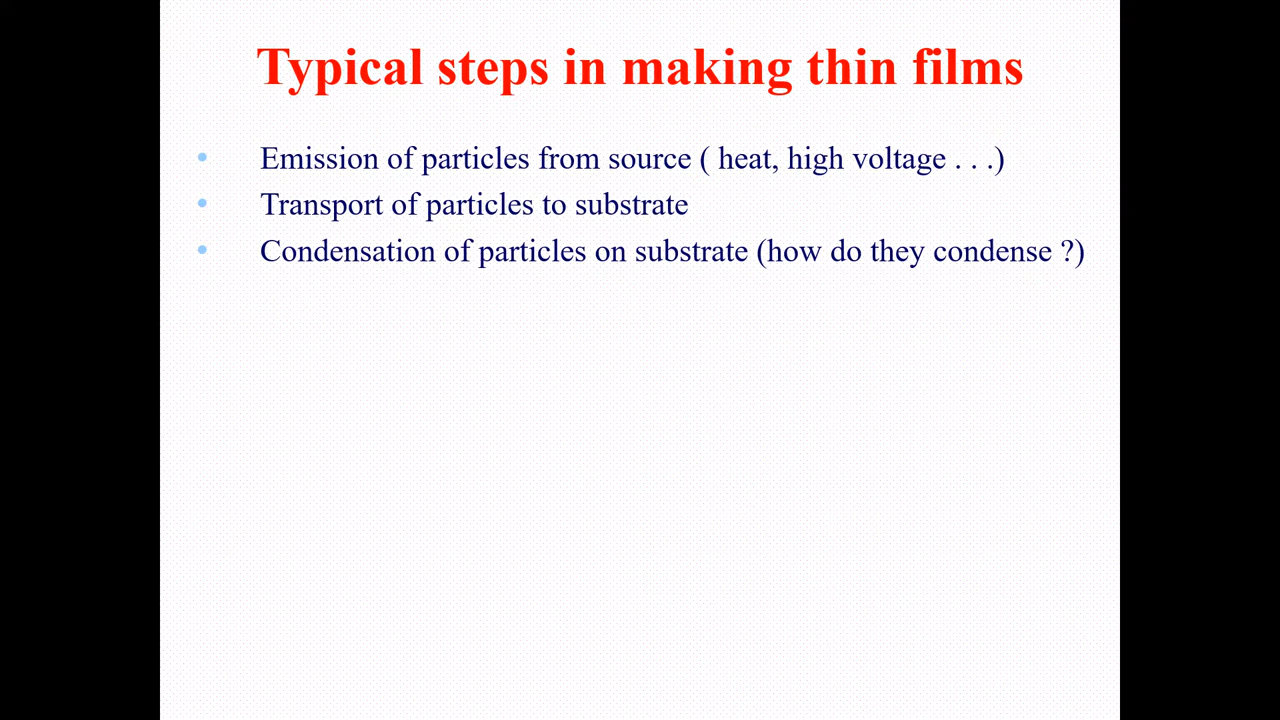 Typical steps in making thin films
• Emission of particles from source ( heat, high voltage . . .)
• Transport of particles to substrate
• Condensation of particles on substrate (how do they condense ?)